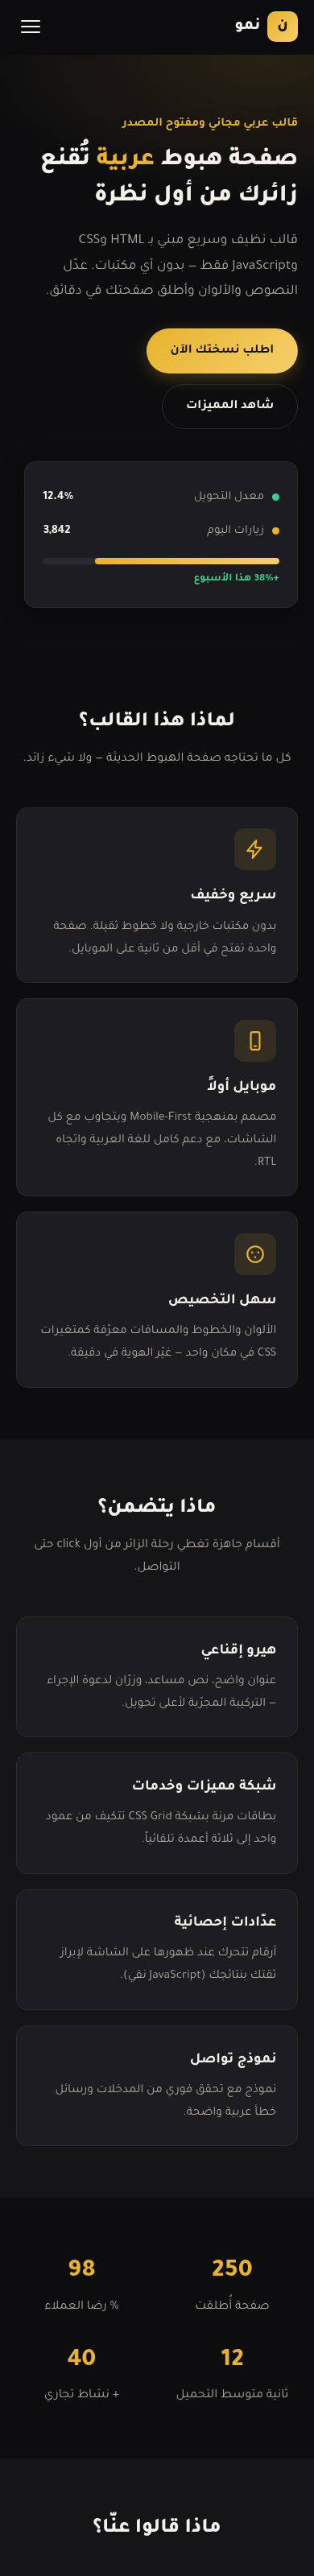 ن نمو
قالب عربي مجاني ومفتوح المصدر
صفحة هبوط عربية تُقنع
زائرك من أول نظرة
قالب نظيف وسريع مبني بـ HTML وCSS
وJavaScript فقط — بدون أي مكتبات. عدّل
النصوص والألوان وأطلق صفحتك في دقائق.
اطلب نسختك الآن
شاهد المميزات
معدل التحويل 12.4%
زيارات اليوم 3,842
+38% هذا الأسبوع
لماذا هذا القالب؟
كل ما تحتاجه صفحة الهبوط الحديثة — ولا شيء زائد.
سريع وخفيف
بدون مكتبات خارجية ولا خطوط ثقيلة. صفحة
واحدة تفتح في أقل من ثانية على الموبايل.
موبايل أولاً
مصمم بمنهجية Mobile-First ويتجاوب مع كل
الشاشات، مع دعم كامل للغة العربية واتجاه
RTL.
سهل التخصيص
الألوان والخطوط والمسافات معرّفة كمتغيرات
CSS في مكان واحد — غيّر الهوية في دقيقة.
ماذا يتضمن؟
أقسام جاهزة تغطي رحلة الزائر من أول click حتى
التواصل.
هيرو إقناعي
عنوان واضح، نص مساعد، وزرّان لدعوة الإجراء
— التركيبة المجرّبة لأعلى تحويل.
شبكة مميزات وخدمات
بطاقات مرنة بشبكة CSS Grid تتكيف من عمود
واحد إلى ثلاثة أعمدة تلقائياً.
عدّادات إحصائية
أرقام تتحرك عند ظهورها على الشاشة لإبراز
ثقتك بنتائجك (JavaScript نقي).
نموذج تواصل
نموذج مع تحقق فوري من المدخلات ورسائل
خطأ عربية واضحة.
250 98
صفحة أُطلقت % رضا العملاء
12 40
ثانية متوسط التحميل + نشاط تجاري
ماذا قالوا عنّا؟